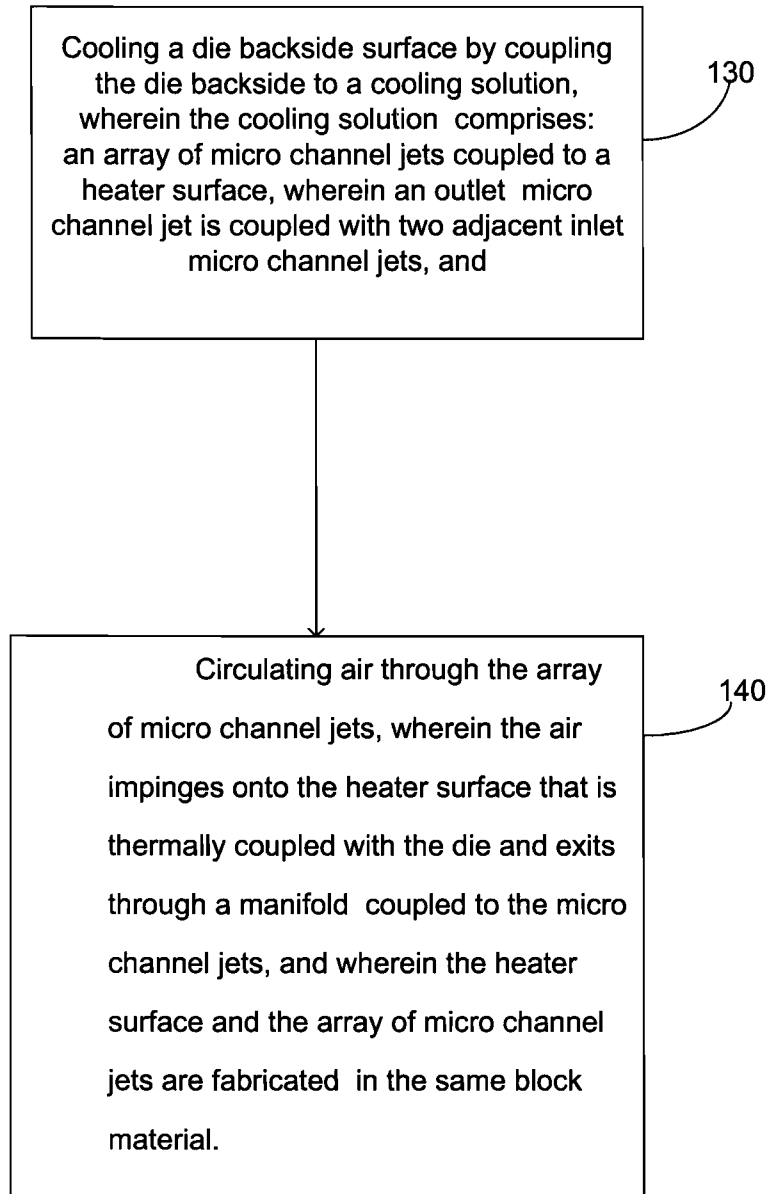 Cooling a die backside surface by coupling
the die backside to a cooling solution,
wherein the cooling solution comprises:
an array of micro channel jets coupled to a
heater surface, wherein an outlet micro
channel jet is coupled with two adjacent inlet
micro channel jets, and
130
Circulating air through the array
of micro channel jets, wherein the air
impinges onto the heater surface that is
thermally coupled with the die and exits
through a manifold coupled to the micro
channel jets, and wherein the heater
surface and the array of micro channel
jets are fabricated in the same block
material.
140